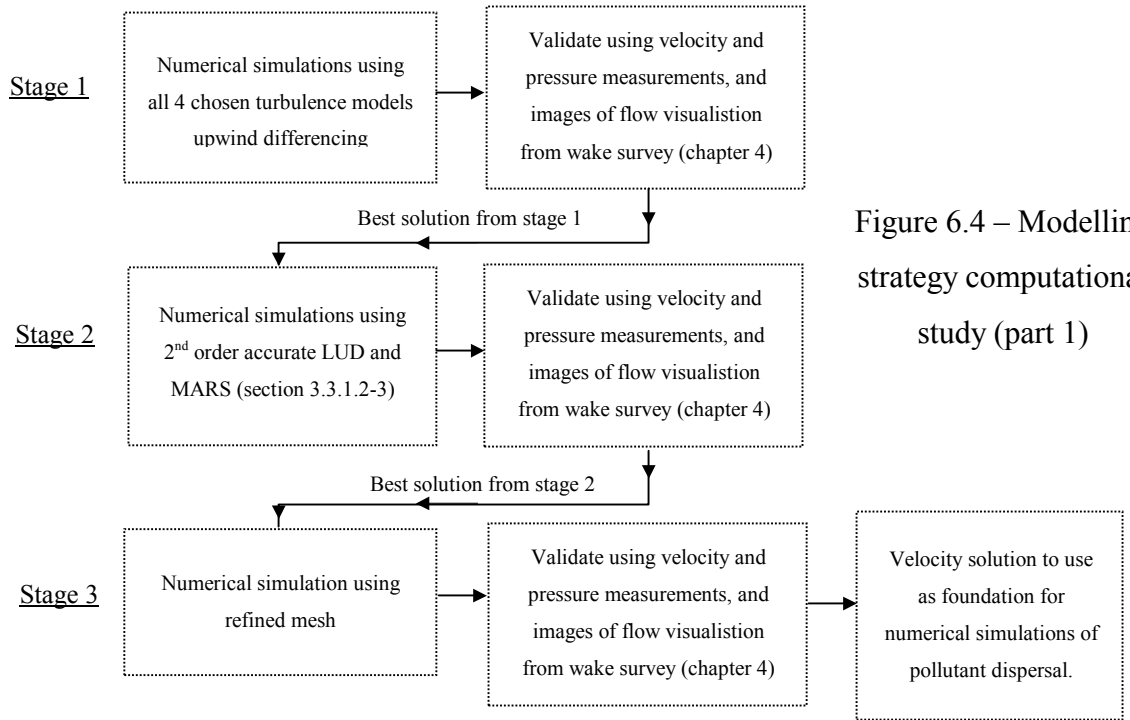 Stage 1
Numerical simulations using
all 4 chosen turbulence models
upwind differencing
Validate using velocity and
pressure measurements, and
images of flow visualistion
from wake survey (chapter 4)
Best solution from stage 1
Figure 6.4 – Modellin
strategy computationa
study (part 1)
Stage 2
Numerical simulations using
2nd order accurate LUD and
MARS (section 3.3.1.2-3)
Validate using velocity and
pressure measurements, and
images of flow visualistion
from wake survey (chapter 4)
Best solution from stage 2
Stage 3
Numerical simulation using
refined mesh
Validate using velocity and
pressure measurements, and
images of flow visualistion
from wake survey (chapter 4)
Velocity solution to use
as foundation for
numerical simulations of
pollutant dispersal.